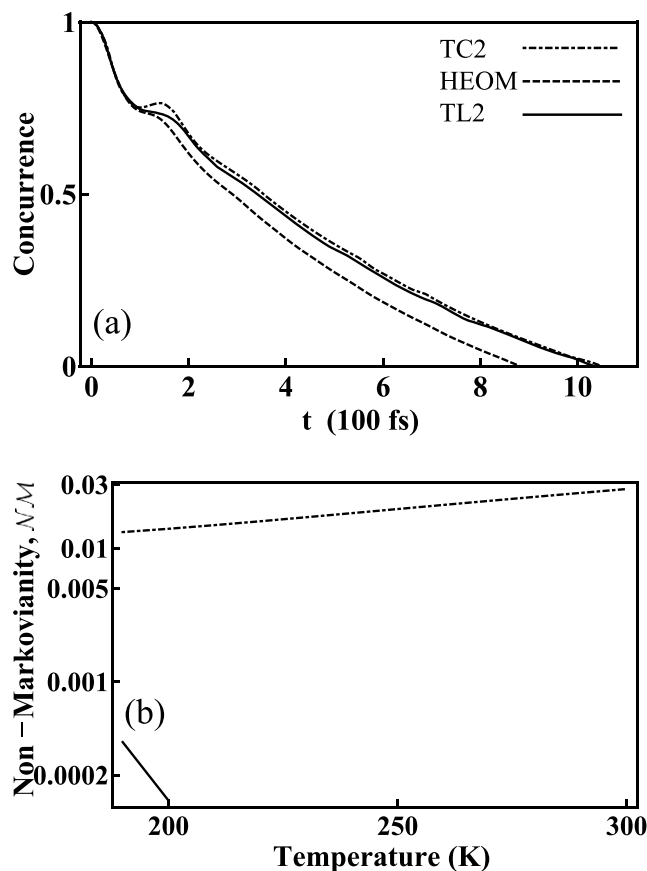 1
TC2
HEOM
TL2
Concurrence
0.5
(a)
0
0 2 4 6 8 10
t (100 fs)
0.03
0.01
0.005
0.001
0.0002
Non-Markovianity, 𝒩ℳ
(b)
200 250 300
Temperature (K)